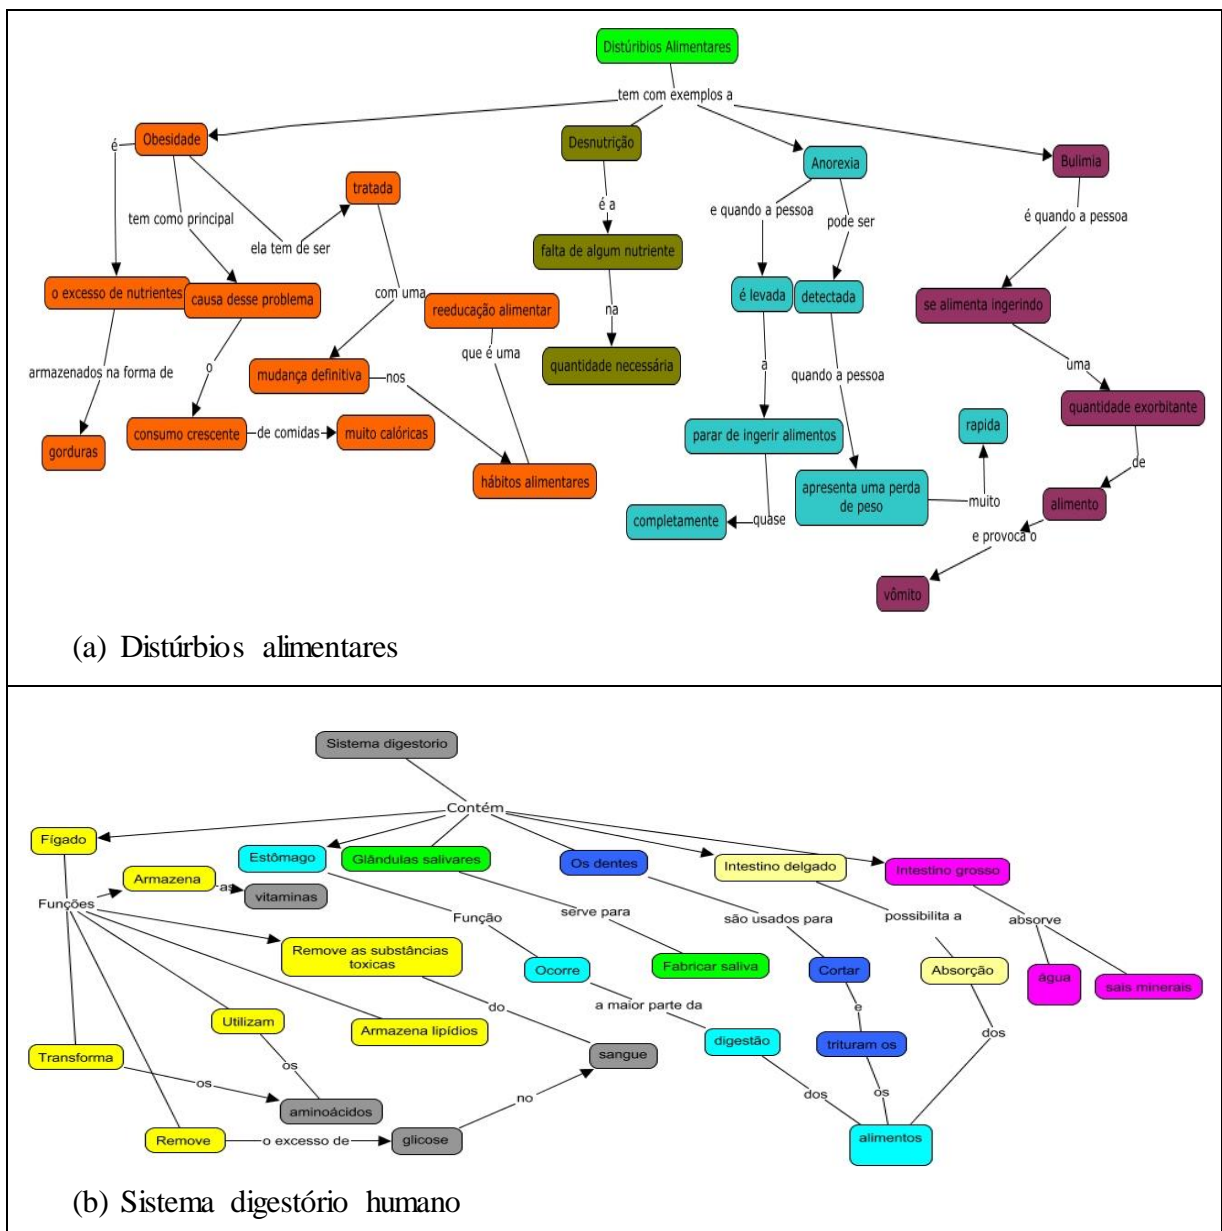 Distúribios Alimentares
tem com exemplos a
Obesidade
é
tem como principal
ela tem de ser
tratada
com uma
o excesso de nutrientes
causa desse problema
armazenados na forma de
o
gorduras
consumo crescente
de comidas
muito calóricas
mudança definitiva
nos
reeducação alimentar
que é uma
hábitos alimentares
Desnutrição
é a
falta de algum nutriente
na
quantidade necessária
Anorexia
e quando a pessoa
pode ser
é levada
detectada
a
quando a pessoa
parar de ingerir alimentos
quase
completamente
apresenta uma perda
de peso
muito
rapida
Bulimia
é quando a pessoa
se alimenta ingerindo
uma
quantidade exorbitante
de
alimento
e provoca o
vômito
(a) Distúrbios alimentares
Sistema digestorio
Contém
Fígado
Funções
Armazena
as
vitaminas
Remove as substâncias
toxicas
do
sangue
Armazena lipídios
Utilizam
os
Transforma
os
aminoácidos
Remove
o excesso de
glicose
no
Estômago
Função
Ocorre
a maior parte da
digestão
dos
Glândulas salivares
serve para
Fabricar saliva
Os dentes
são usados para
Cortar
e
trituram os
os
alimentos
Intestino delgado
possibilita a
Absorção
dos
Intestino grosso
absorve
água
sais minerais
(b) Sistema digestório humano